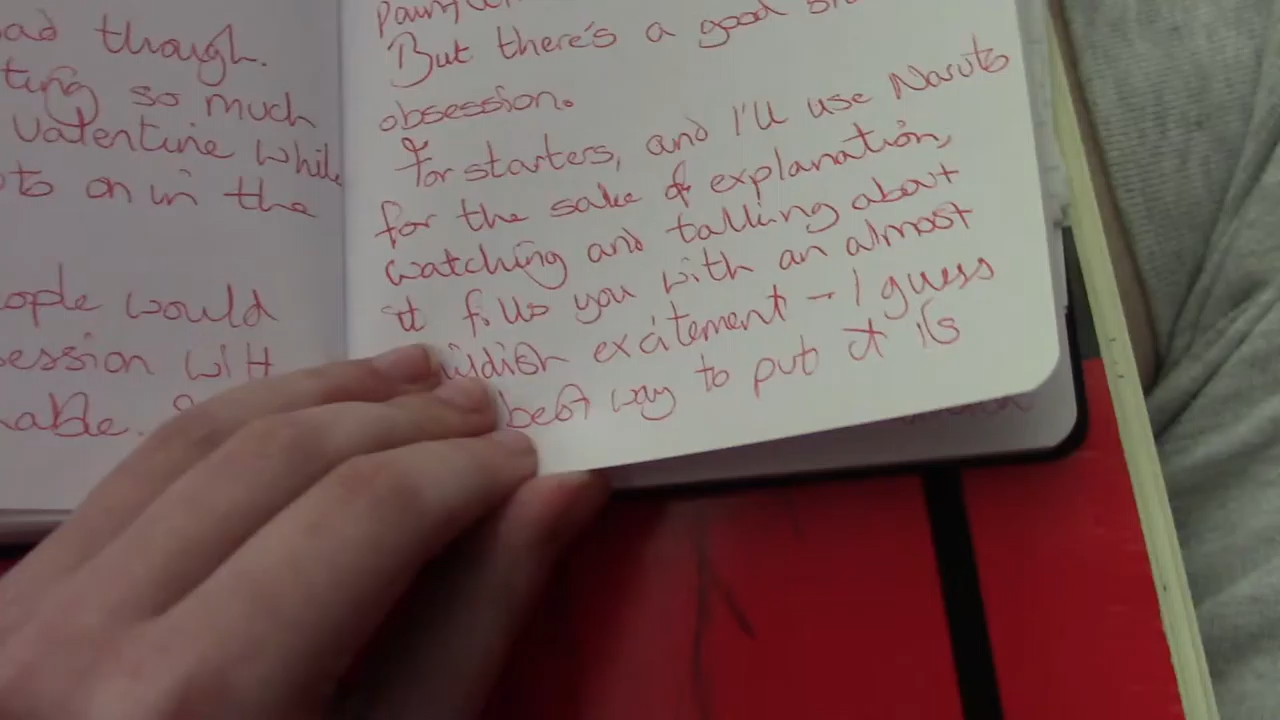 ad though.
ting so much
Valentine while
to on in the
ople would
ession with
nable.
But there's a good
obsession.
For starters, and I'll use Naruto
for the sake of explanation,
watching and talking about
it fills you with an almost
ildish excitement - I guess
best way to put it is